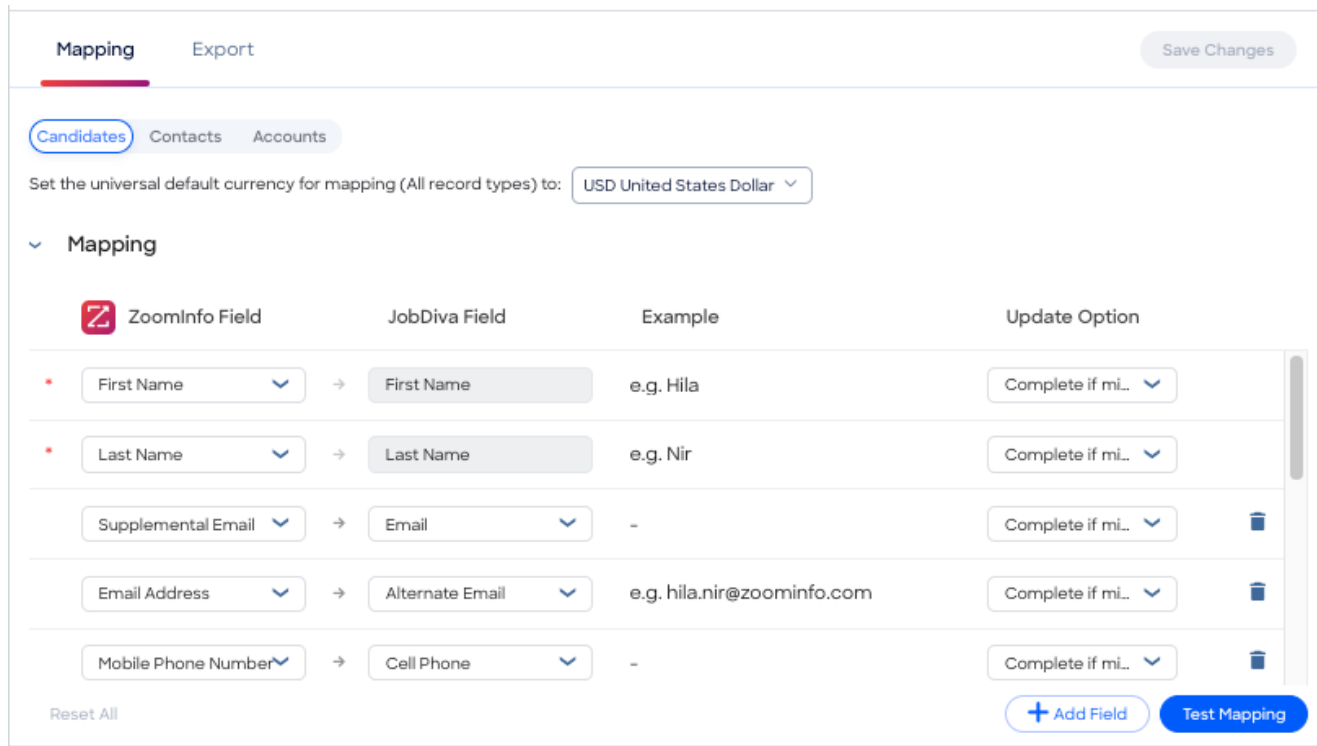 Mapping Export Save Changes
Candidates Contacts Accounts
Set the universal default currency for mapping (All record types) to: USD United States Dollar
Mapping
ZoomInfo Field JobDiva Field Example Update Option
* First Name → First Name e.g. Hila Complete if mi...
* Last Name → Last Name e.g. Nir Complete if mi...
Supplemental Email → Email - Complete if mi...
Email Address → Alternate Email e.g. hila.nir@zoominfo.com Complete if mi...
Mobile Phone Number → Cell Phone - Complete if mi...
Reset All + Add Field Test Mapping